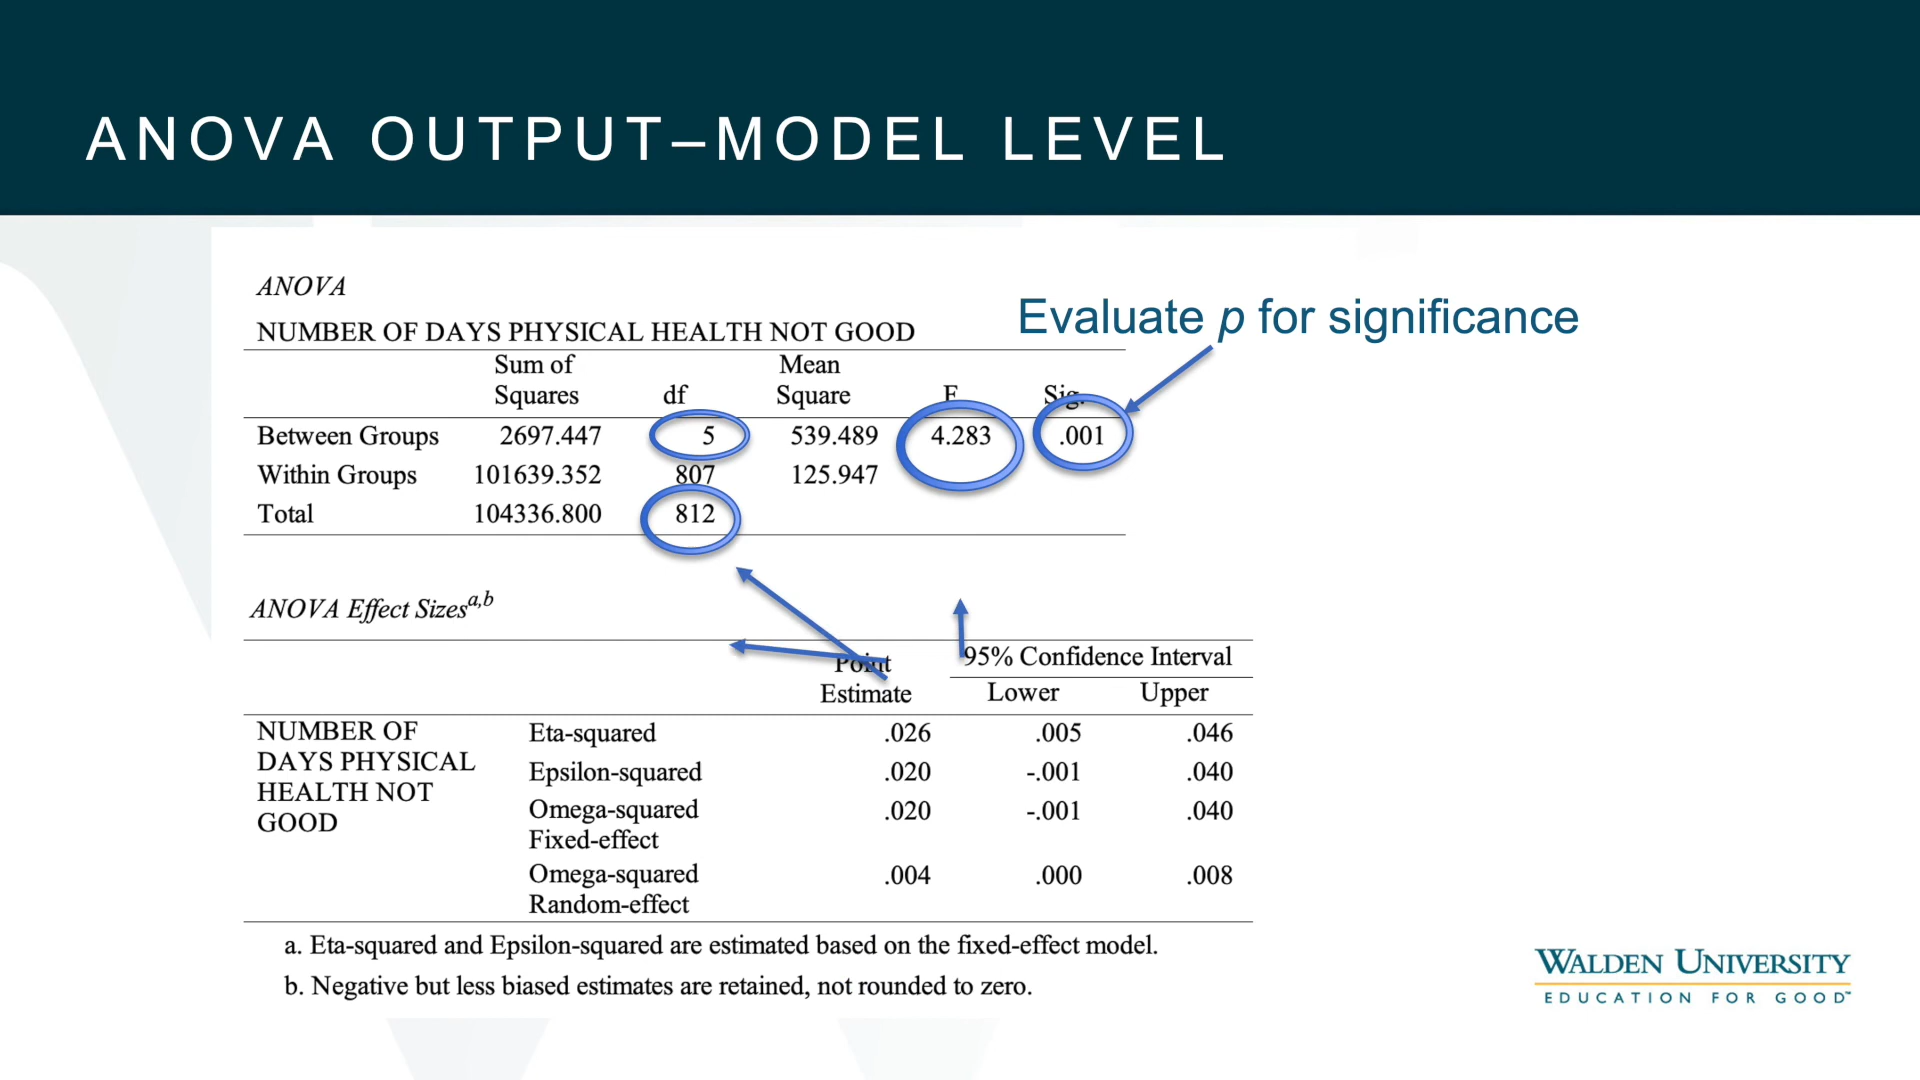 ANOVA OUTPUT–MODEL LEVEL
ANOVA
Evaluate p for significance
NUMBER OF DAYS PHYSICAL HEALTH NOT GOOD
Sum of Squares df Mean Square F Sig.
Between Groups 2697.447 5 539.489 4.283 .001
Within Groups 101639.352 807 125.947
Total 104336.800 812
ANOVA Effect Sizesa,b
Point Estimate 95% Confidence Interval
Lower Upper
NUMBER OF DAYS PHYSICAL HEALTH NOT GOOD
Eta-squared .026 .005 .046
Epsilon-squared .020 -.001 .040
Omega-squared Fixed-effect .020 -.001 .040
Omega-squared Random-effect .004 .000 .008
a. Eta-squared and Epsilon-squared are estimated based on the fixed-effect model.
b. Negative but less biased estimates are retained, not rounded to zero.
WALDEN UNIVERSITY
EDUCATION FOR GOOD™